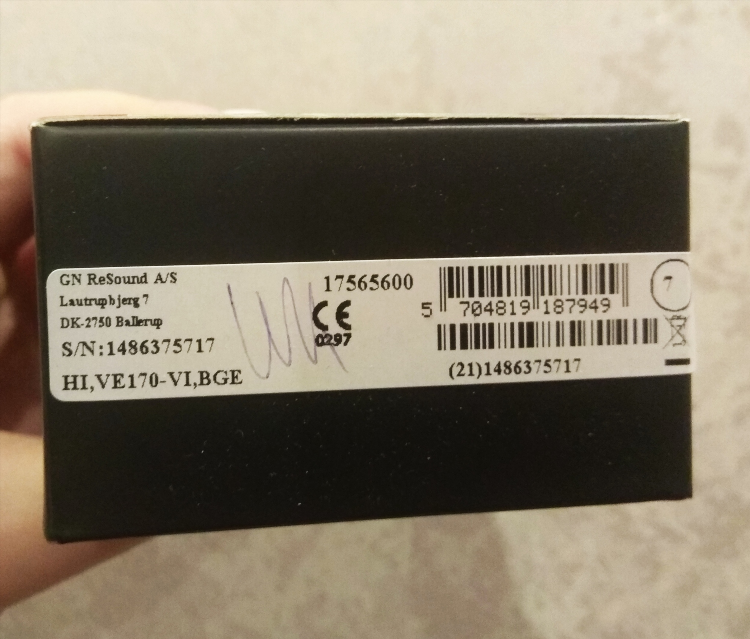 GN ReSound A/S
Lautrupbjerg 7
DK-2750 Ballerup
S/N:1486375717
HI,VE170-VI,BGE
17565600
CE
0297
5 704819 187949
(21)1486375717
7